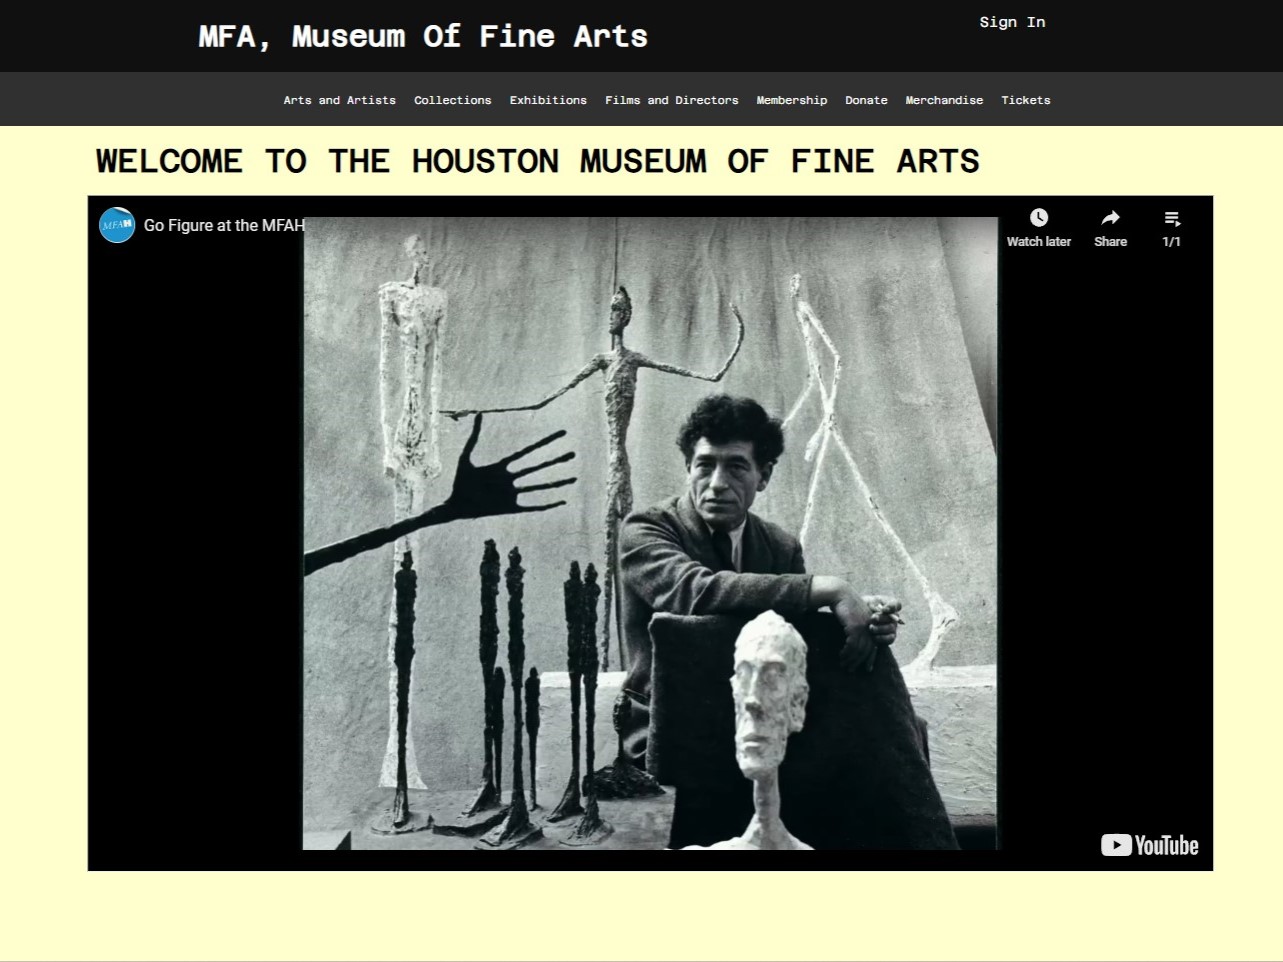 MFA, Museum Of Fine Arts
Sign In
Arts and Artists Collections Exhibitions Films and Directors Membership Donate Merchandise Tickets
WELCOME TO THE HOUSTON MUSEUM OF FINE ARTS
MFAH
Go Figure at the MFAH
Watch later
Share
1/1
YouTube